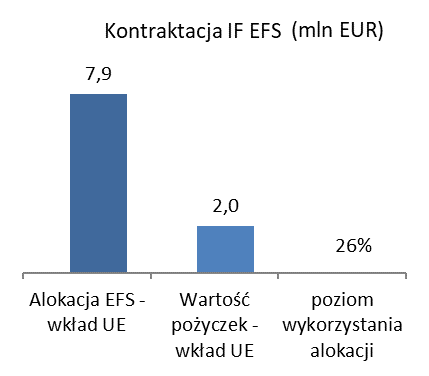 Kontraktacja IF EFS (mln EUR)
7,9
2,0
26%
Alokacja EFS -
wkład UE
Wartość
pożyczek -
wkład UE
poziom
wykorzystania
alokacji